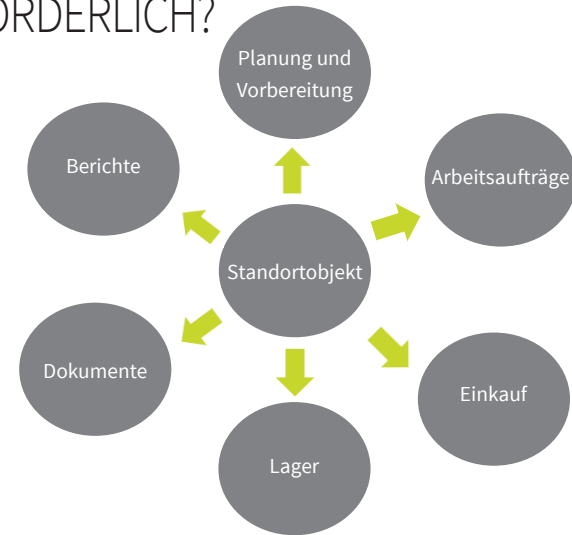 ORDERLICH?
Planung und
Vorbereitung
Berichte
Arbeitsaufträge
Standortobjekt
Dokumente
Einkauf
Lager